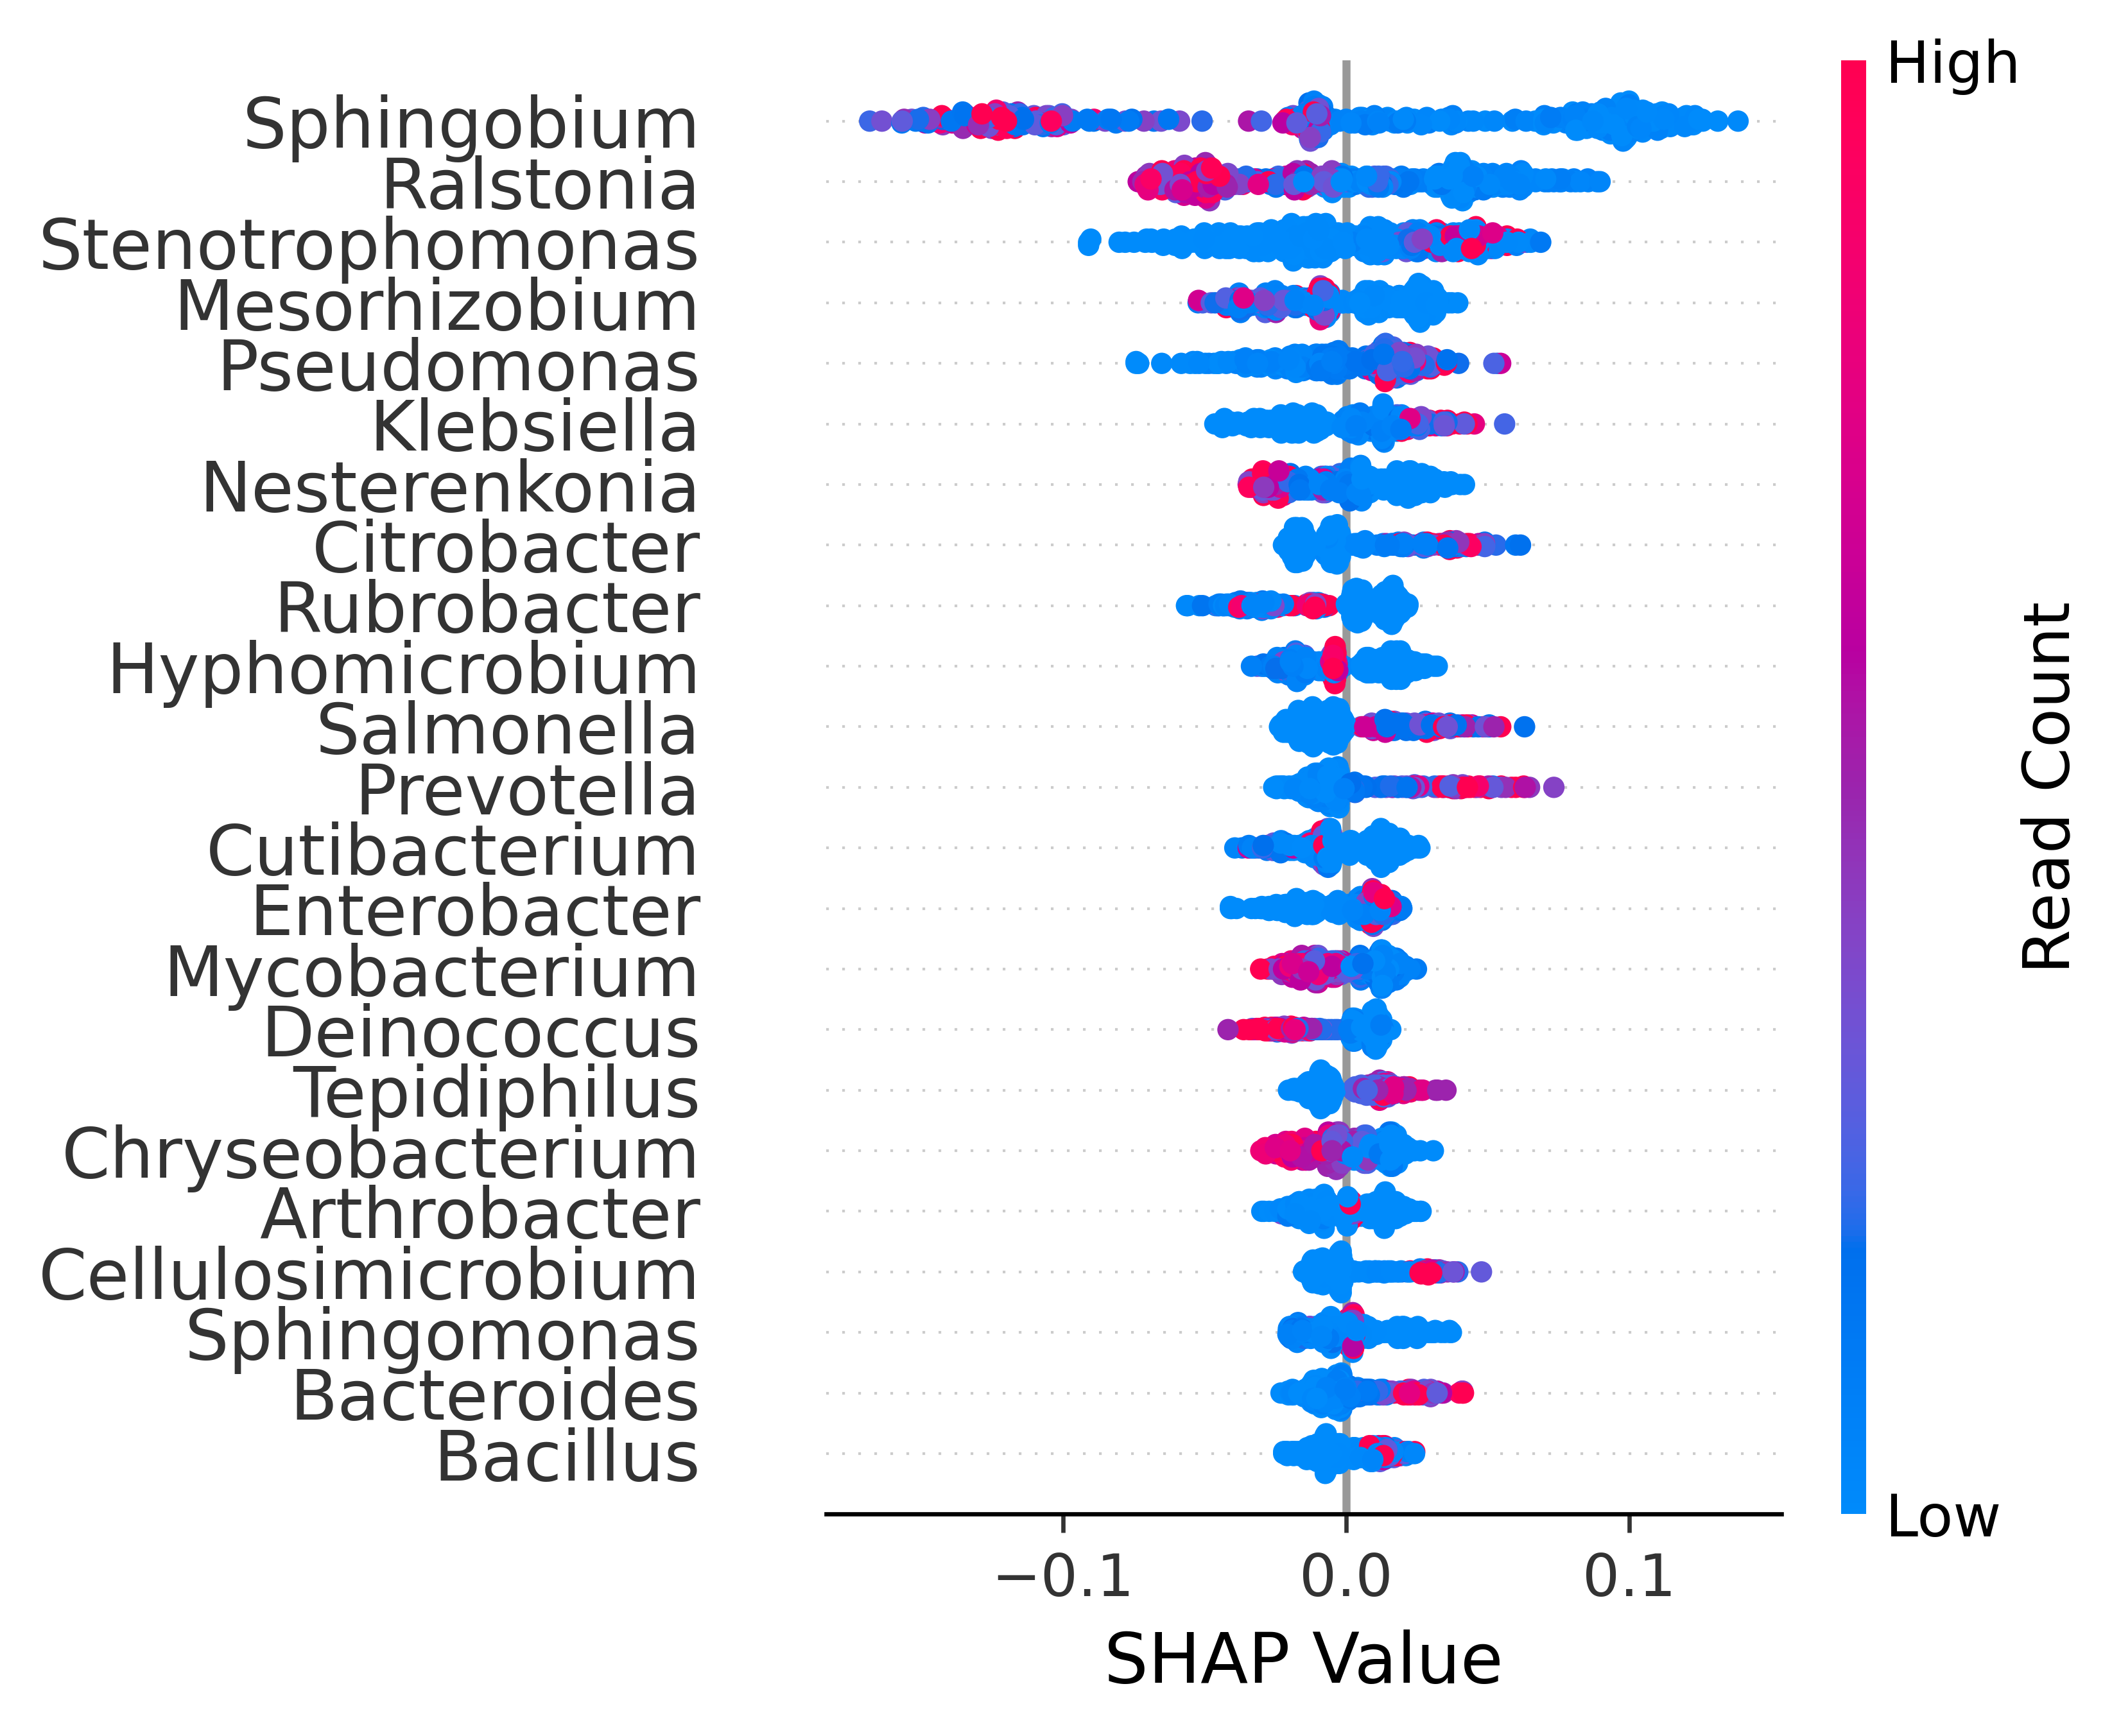 High
Sphingobium
Ralstonia
Stenotrophomonas
Mesorhizobium
Pseudomonas
Klebsiella
Nesterenkonia
Citrobacter
Rubrobacter
Hyphomicrobium
Salmonella
Prevotella
Cutibacterium
Enterobacter
Mycobacterium
Deinococcus
Tepidiphilus
Chryseobacterium
Arthrobacter
Cellulosimicrobium
Sphingomonas
Bacteroides
Bacillus
Read Count
Low
−0.1 0.0 0.1
SHAP Value